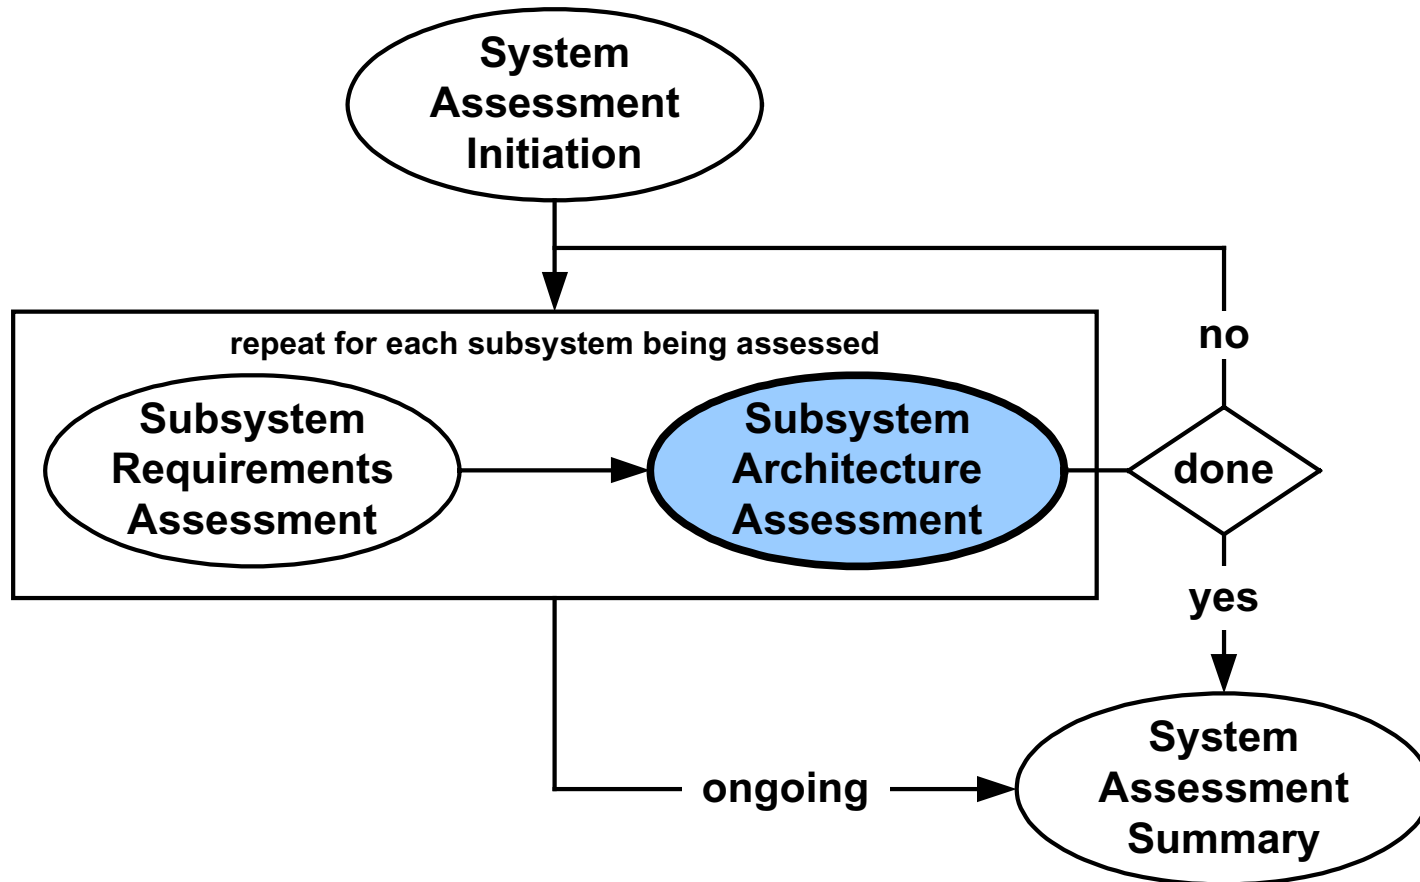 System
Assessment
Initiation
repeat for each subsystem being assessed
no
Subsystem
Requirements
Assessment
Subsystem
Architecture
Assessment
done
yes
ongoing
System
Assessment
Summary